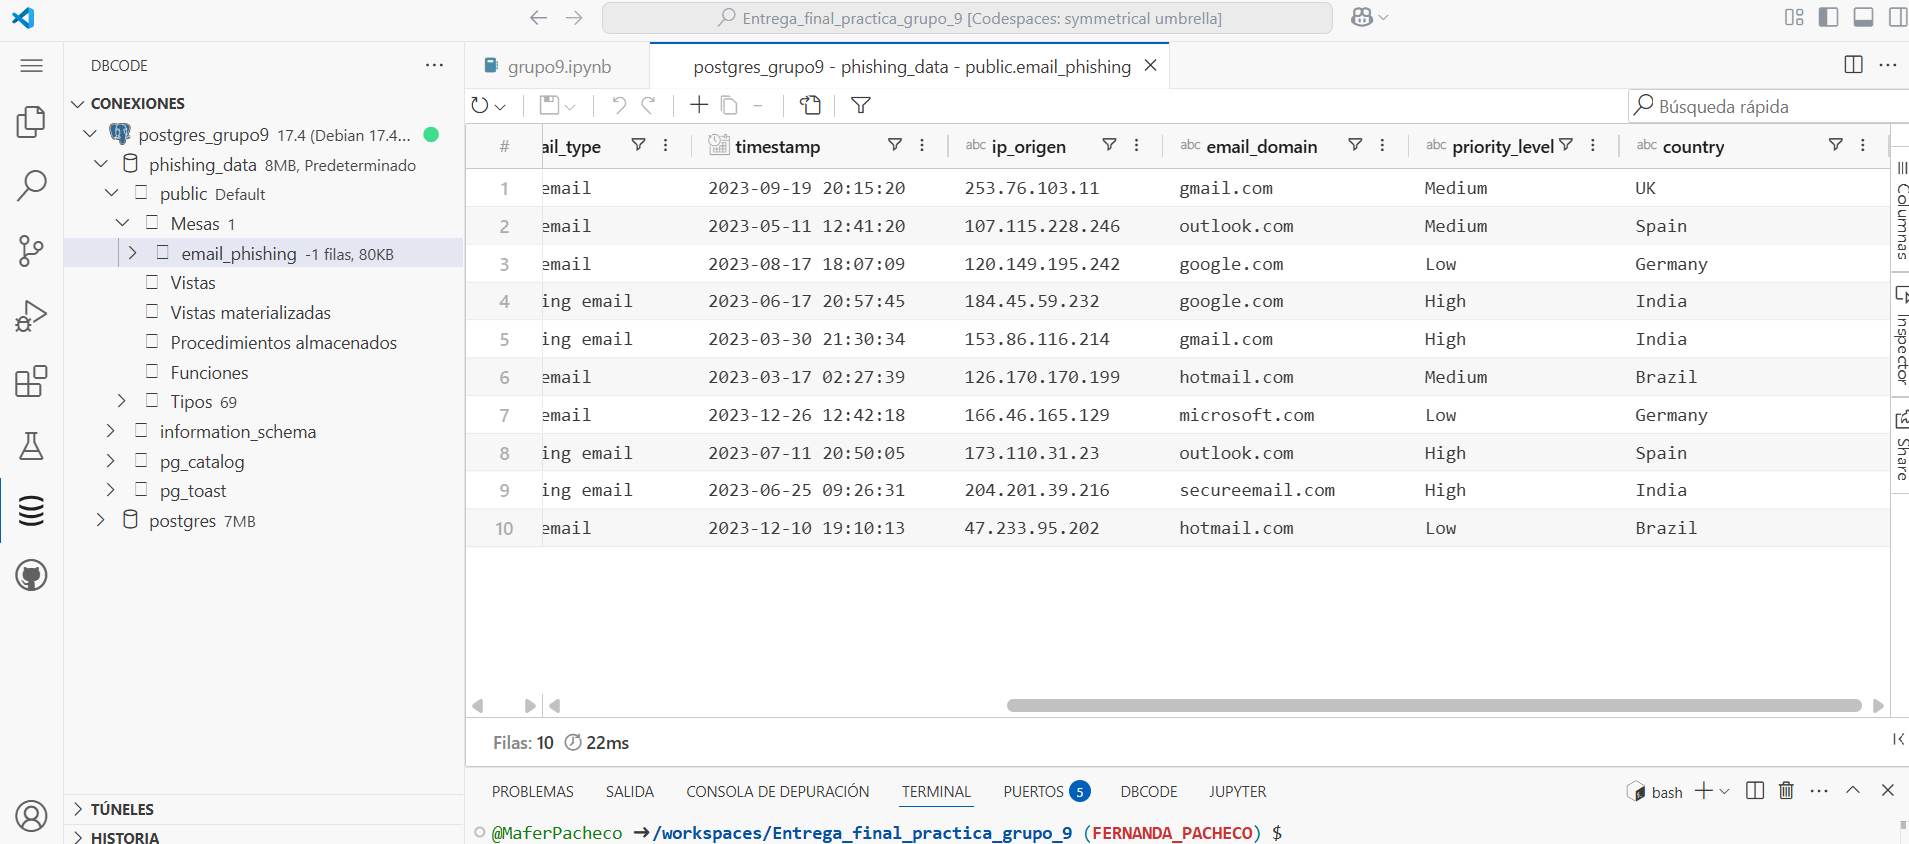 Entrega_final_practica_grupo_9 [Codespaces: symmetrical umbrella]
DBCODE
CONEXIONES
postgres_grupo9 17.4 (Debian 17.4...
phishing_data 8MB, Predeterminado
public Default
Mesas 1
email_phishing -1 filas, 80KB
Vistas
Vistas materializadas
Procedimientos almacenados
Funciones
Tipos 69
information_schema
pg_catalog
pg_toast
postgres 7MB
TÚNELES
HISTORIA
grupo9.ipynb
postgres_grupo9 - phishing_data - public.email_phishing
Búsqueda rápida
# ail_type timestamp abc ip_origen abc email_domain abc priority_level abc country
1 email 2023-09-19 20:15:20 253.76.103.11 gmail.com Medium UK
2 email 2023-05-11 12:41:20 107.115.228.246 outlook.com Medium Spain
3 email 2023-08-17 18:07:09 120.149.195.242 google.com Low Germany
4 ing email 2023-06-17 20:57:45 184.45.59.232 google.com High India
5 ing email 2023-03-30 21:30:34 153.86.116.214 gmail.com High India
6 email 2023-03-17 02:27:39 126.170.170.199 hotmail.com Medium Brazil
7 email 2023-12-26 12:42:18 166.46.165.129 microsoft.com Low Germany
8 ing email 2023-07-11 20:50:05 173.110.31.23 outlook.com High Spain
9 ing email 2023-06-25 09:26:31 204.201.39.216 secureemail.com High India
10 email 2023-12-10 19:10:13 47.233.95.202 hotmail.com Low Brazil
Columnas
Inspector
Share
Filas: 10 22ms
PROBLEMAS SALIDA CONSOLA DE DEPURACIÓN TERMINAL PUERTOS 5 DBCODE JUPYTER
bash
@MaferPacheco ➜/workspaces/Entrega_final_practica_grupo_9 (FERNANDA_PACHECO) $